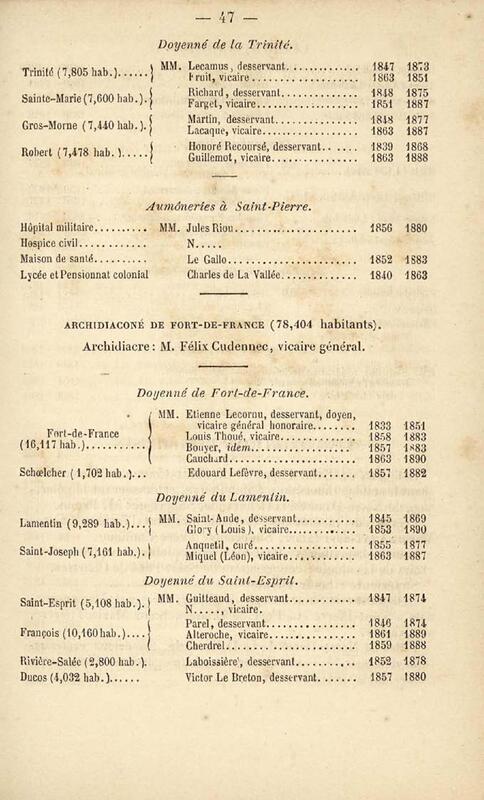 — 47 —
Doyenné de la Trinité.
Trinité (7,805 hab.)......} MM. Lecamus, desservant.............. 1847 1873
Fruit, vicaire..................... 1863 1851
Sainte-Marie (7,600 hab.).{ Richard, desservant............... 1848 1875
Farget, vicaire.................... 1851 1887
Gros-Morne (7,440 hab.).{ Martin, desservant................ 1848 1877
Lacaque, vicaire................... 1863 1887
Robert (7,478 hab.).....} Honoré Recoursé, desservant....... 1839 1868
Guillemot, vicaire................ 1863 1888
Aumôneries à Saint-Pierre.
Hôpital militaire.......... MM. Jules Riou....................... 1856 1880
Hospice civil............. N.....
Maison de santé.......... Le Gallo......................... 1852 1883
Lycée et Pensionnat colonial Charles de La Vallée.............. 1840 1863
ARCHIDIACONÉ DE FORT-DE-FRANCE (78,404 habitants).
Archidiacre : M. Félix Cudennec, vicaire général.
Doyenné de Fort-de-France.
MM. Etienne Lecornu, desservant, doyen,
vicaire général honoraire........ 1833 1851
Fort-de-France
(16,117 hab.)...........{ Louis Thoué, vicaire.............. 1858 1883
Bouyer, idem..................... 1857 1883
Cauchard........................ 1863 1890
Schœlcher (1,702 hab.)... Edouard Lefèvre, desservant....... 1857 1882
Doyenné du Lamentin.
Lamentin (9,289 hab.)...{ MM. Saint-Aude, desservant............ 1845 1869
Glory (Louis), vicaire............ 1853 1890
Saint-Joseph (7,161 hab.).} Anquetil, curé................... 1855 1877
Miquel (Léon), vicaire............ 1863 1887
Doyenné du Saint-Esprit.
Saint-Esprit (5,108 hab.).{ MM. Guitteaud, desservant............. 1847 1874
N....., vicaire.
François (10,160 hab.)....{ Parel, desservant................. 1846 1874
Alteroche, vicaire................ 1861 1889
Cherdrel........................ 1859 1888
Rivière-Salée (2,800 hab.). Laboissière, desservant........... 1852 1878
Ducos (4,032 hab.)...... Victor Le Breton, desservant....... 1857 1880